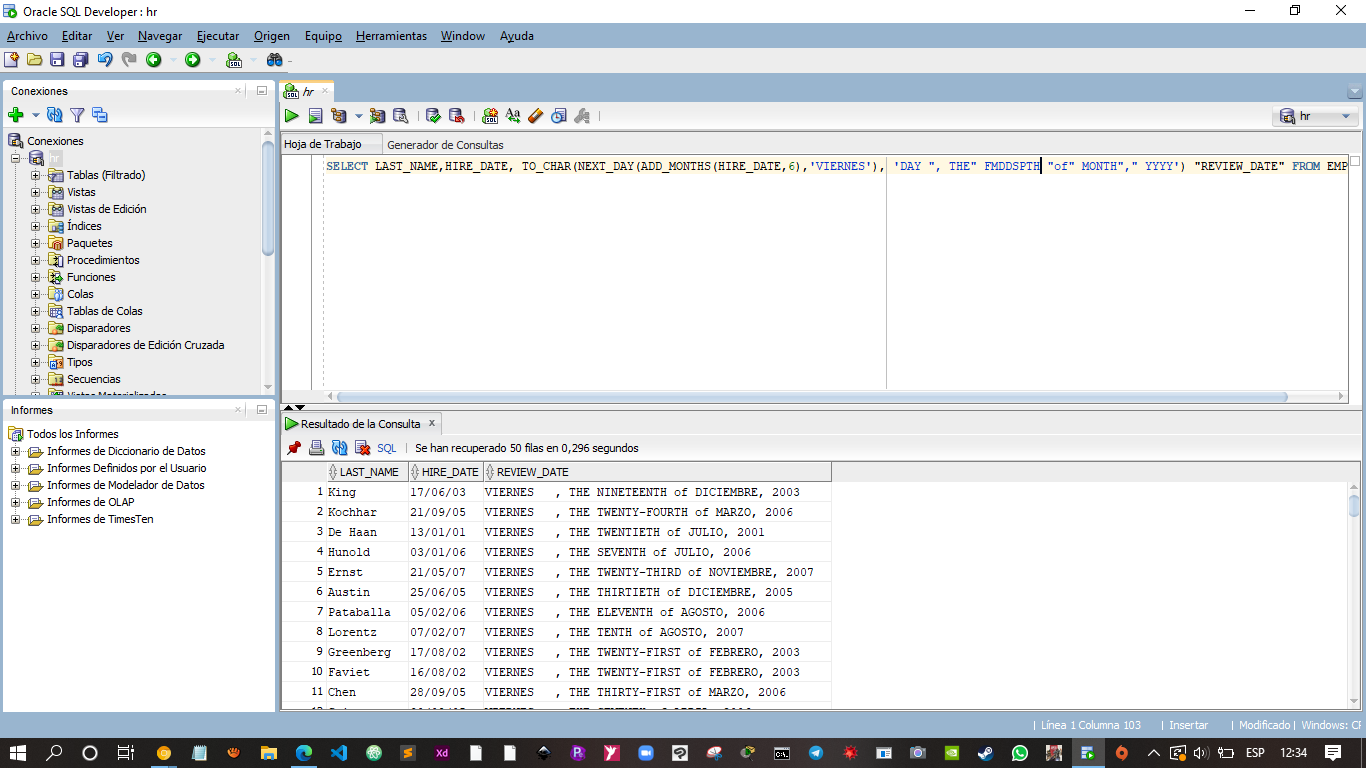 Oracle SQL Developer : hr
Archivo Editar Ver Navegar Ejecutar Origen Equipo Herramientas Window Ayuda
Conexiones
Conexiones
hr
Tablas (Filtrado)
Vistas
Vistas de Edición
Índices
Paquetes
Procedimientos
Funciones
Colas
Tablas de Colas
Disparadores
Disparadores de Edición Cruzada
Tipos
Secuencias
Informes
Todos los Informes
Informes de Diccionario de Datos
Informes Definidos por el Usuario
Informes de Modelador de Datos
Informes de OLAP
Informes de TimesTen
hr
hr
Hoja de Trabajo Generador de Consultas
SELECT LAST_NAME,HIRE_DATE, TO_CHAR(NEXT_DAY(ADD_MONTHS(HIRE_DATE,6),'VIERNES'), 'DAY ", THE" FMDDSPTH "of" MONTH"," YYYY') "REVIEW_DATE" FROM EMP
Resultado de la Consulta
SQL | Se han recuperado 50 filas en 0,296 segundos
LAST_NAME HIRE_DATE REVIEW_DATE
1 King 17/06/03 VIERNES   , THE NINETEENTH of DICIEMBRE, 2003
2 Kochhar 21/09/05 VIERNES   , THE TWENTY-FOURTH of MARZO, 2006
3 De Haan 13/01/01 VIERNES   , THE TWENTIETH of JULIO, 2001
4 Hunold 03/01/06 VIERNES   , THE SEVENTH of JULIO, 2006
5 Ernst 21/05/07 VIERNES   , THE TWENTY-THIRD of NOVIEMBRE, 2007
6 Austin 25/06/05 VIERNES   , THE THIRTIETH of DICIEMBRE, 2005
7 Pataballa 05/02/06 VIERNES   , THE ELEVENTH of AGOSTO, 2006
8 Lorentz 07/02/07 VIERNES   , THE TENTH of AGOSTO, 2007
9 Greenberg 17/08/02 VIERNES   , THE TWENTY-FIRST of FEBRERO, 2003
10 Faviet 16/08/02 VIERNES   , THE TWENTY-FIRST of FEBRERO, 2003
11 Chen 28/09/05 VIERNES   , THE THIRTY-FIRST of MARZO, 2006
| Línea 1 Columna 103 | Insertar | Modificado | Windows: CF
ESP 12:34